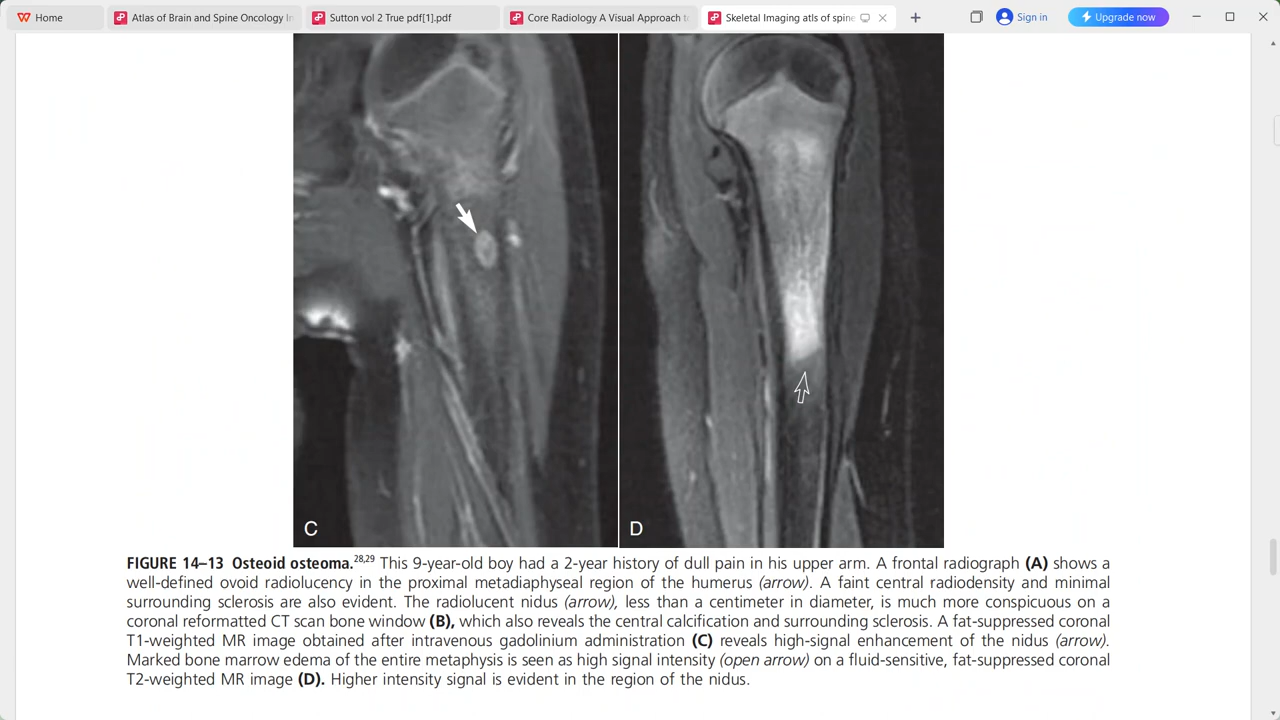 Home
Atlas of Brain and Spine Oncology I
Sutton vol 2 True pdf[1].pdf
Core Radiology A Visual Approach to
Skeletal Imaging atls of spine
Sign in
Upgrade now
C
D
FIGURE 14–13 Osteoid osteoma.28,29 This 9-year-old boy had a 2-year history of dull pain in his upper arm. A frontal radiograph (A) shows a
well-defined ovoid radiolucency in the proximal metadiaphyseal region of the humerus (arrow). A faint central radiodensity and minimal
surrounding sclerosis are also evident. The radiolucent nidus (arrow), less than a centimeter in diameter, is much more conspicuous on a
coronal reformatted CT scan bone window (B), which also reveals the central calcification and surrounding sclerosis. A fat-suppressed coronal
T1-weighted MR image obtained after intravenous gadolinium administration (C) reveals high-signal enhancement of the nidus (arrow).
Marked bone marrow edema of the entire metaphysis is seen as high signal intensity (open arrow) on a fluid-sensitive, fat-suppressed coronal
T2-weighted MR image (D). Higher intensity signal is evident in the region of the nidus.